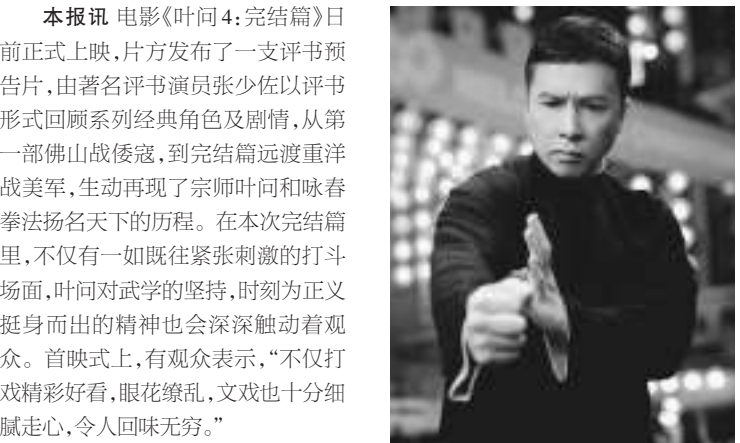 本报讯 电影《叶问4:完结篇》日
前正式上映,片方发布了一支评书预
告片,由著名评书演员张少佐以评书
形式回顾系列经典角色及剧情,从第
一部佛山战倭寇,到完结篇远渡重洋
战美军,生动再现了宗师叶问和咏春
拳法扬名天下的历程。在本次完结篇
里,不仅有一如既往紧张刺激的打斗
场面,叶问对武学的坚持,时刻为正义
挺身而出的精神也会深深触动着观
众。首映式上,有观众表示,“不仅打
戏精彩好看,眼花缭乱,文戏也十分细
腻走心,令人回味无穷。”